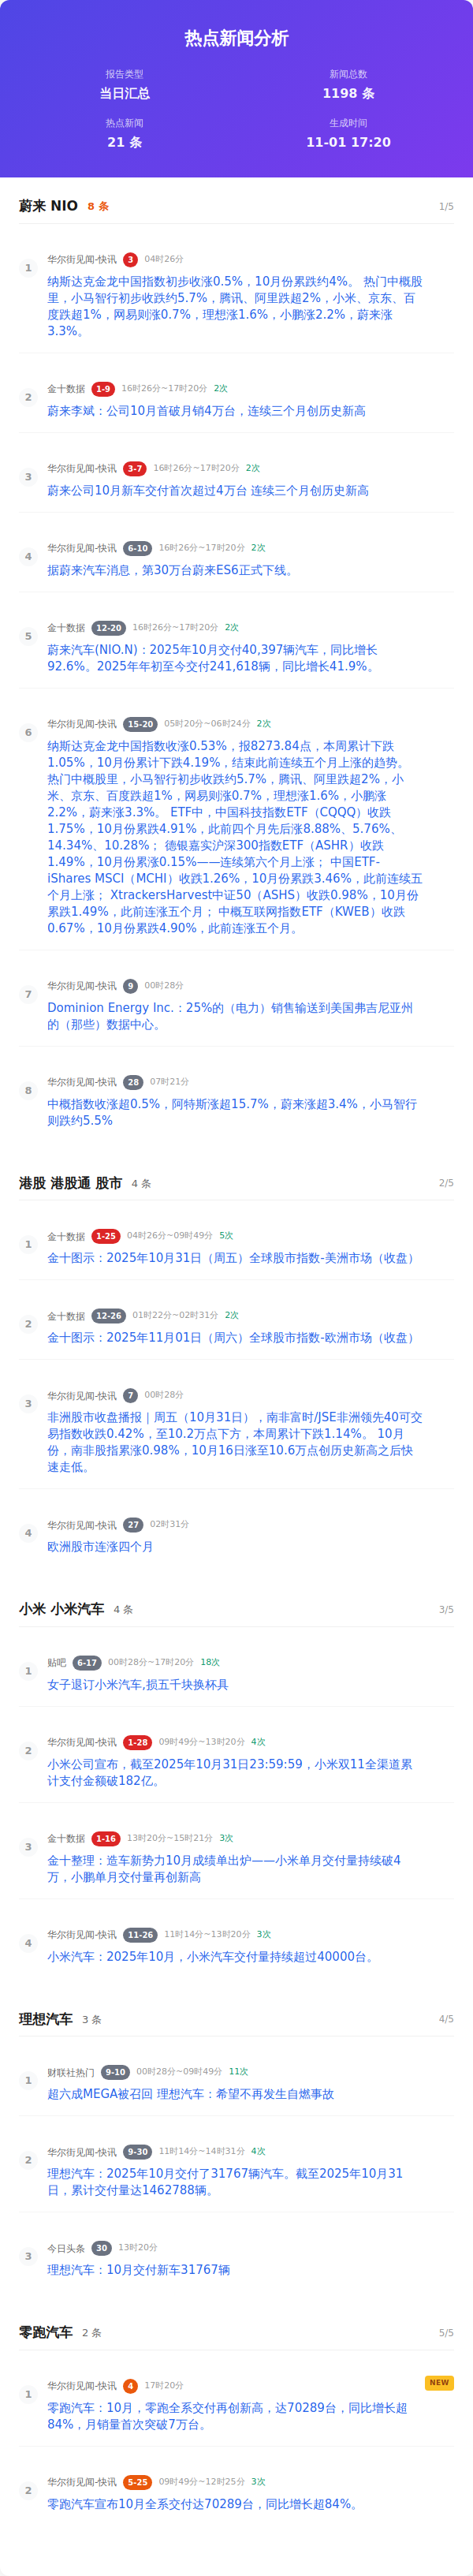 热点新闻分析
报告类型
新闻总数
当日汇总
1198 条
热点新闻
生成时间
21 条
11-01 17:20
蔚来 NIO 8 条 1/5
1
华尔街见闻-快讯 3 04时26分
纳斯达克金龙中国指数初步收涨0.5%，10月份累跌约4%。 热门中概股
里，小马智行初步收跌约5.7%，腾讯、阿里跌超2%，小米、京东、百
度跌超1%，网易则涨0.7%，理想涨1.6%，小鹏涨2.2%，蔚来涨
3.3%。
2
金十数据 1-9 16时26分~17时20分 2次
蔚来李斌：公司10月首破月销4万台，连续三个月创历史新高
3
华尔街见闻-快讯 3-7 16时26分~17时20分 2次
蔚来公司10月新车交付首次超过4万台 连续三个月创历史新高
4
华尔街见闻-快讯 6-10 16时26分~17时20分 2次
据蔚来汽车消息，第30万台蔚来ES6正式下线。
5
金十数据 12-20 16时26分~17时20分 2次
蔚来汽车(NIO.N)：2025年10月交付40,397辆汽车，同比增长
92.6%。2025年年初至今交付241,618辆，同比增长41.9%。
6
华尔街见闻-快讯 15-20 05时20分~06时24分 2次
纳斯达克金龙中国指数收涨0.53%，报8273.84点，本周累计下跌
1.05%，10月份累计下跌4.19%，结束此前连续五个月上涨的趋势。
热门中概股里，小马智行初步收跌约5.7%，腾讯、阿里跌超2%，小
米、京东、百度跌超1%，网易则涨0.7%，理想涨1.6%，小鹏涨
2.2%，蔚来涨3.3%。 ETF中，中国科技指数ETF（CQQQ）收跌
1.75%，10月份累跌4.91%，此前四个月先后涨8.88%、5.76%、
14.34%、10.28%； 德银嘉实沪深300指数ETF（ASHR）收跌
1.49%，10月份累涨0.15%——连续第六个月上涨； 中国ETF-
iShares MSCI（MCHI）收跌1.26%，10月份累跌3.46%，此前连续五
个月上涨； XtrackersHarvest中证50（ASHS）收跌0.98%，10月份
累跌1.49%，此前连涨五个月； 中概互联网指数ETF（KWEB）收跌
0.67%，10月份累跌4.90%，此前连涨五个月。
7
华尔街见闻-快讯 9 00时28分
Dominion Energy Inc.：25%的（电力）销售输送到美国弗吉尼亚州
的（那些）数据中心。
8
华尔街见闻-快讯 28 07时21分
中概指数收涨超0.5%，阿特斯涨超15.7%，蔚来涨超3.4%，小马智行
则跌约5.5%
港股 港股通 股市 4 条 2/5
1
金十数据 1-25 04时26分~09时49分 5次
金十图示：2025年10月31日（周五）全球股市指数-美洲市场（收盘）
2
金十数据 12-26 01时22分~02时31分 2次
金十图示：2025年11月01日（周六）全球股市指数-欧洲市场（收盘）
3
华尔街见闻-快讯 7 00时28分
非洲股市收盘播报｜周五（10月31日），南非富时/JSE非洲领先40可交
易指数收跌0.42%，至10.2万点下方，本周累计下跌1.14%。 10月
份，南非股指累涨0.98%，10月16日涨至10.6万点创历史新高之后快
速走低。
4
华尔街见闻-快讯 27 02时31分
欧洲股市连涨四个月
小米 小米汽车 4 条 3/5
1
贴吧 6-17 00时28分~17时20分 18次
女子退订小米汽车,损五千块换杯具
2
华尔街见闻-快讯 1-28 09时49分~13时20分 4次
小米公司宣布，截至2025年10月31日23:59:59，小米双11全渠道累
计支付金额破182亿。
3
金十数据 1-16 13时20分~15时21分 3次
金十整理：造车新势力10月成绩单出炉——小米单月交付量持续破4
万，小鹏单月交付量再创新高
4
华尔街见闻-快讯 11-26 11时14分~13时20分 3次
小米汽车：2025年10月，小米汽车交付量持续超过40000台。
理想汽车 3 条 4/5
1
财联社热门 9-10 00时28分~09时49分 11次
超六成MEGA被召回 理想汽车：希望不再发生自燃事故
2
华尔街见闻-快讯 9-30 11时14分~14时31分 4次
理想汽车：2025年10月交付了31767辆汽车。截至2025年10月31
日，累计交付量达1462788辆。
3
今日头条 30 13时20分
理想汽车：10月交付新车31767辆
零跑汽车 2 条 5/5
1
华尔街见闻-快讯 4 17时20分 NEW
零跑汽车：10月，零跑全系交付再创新高，达70289台，同比增长超
84%，月销量首次突破7万台。
2
华尔街见闻-快讯 5-25 09时49分~12时25分 3次
零跑汽车宣布10月全系交付达70289台，同比增长超84%。